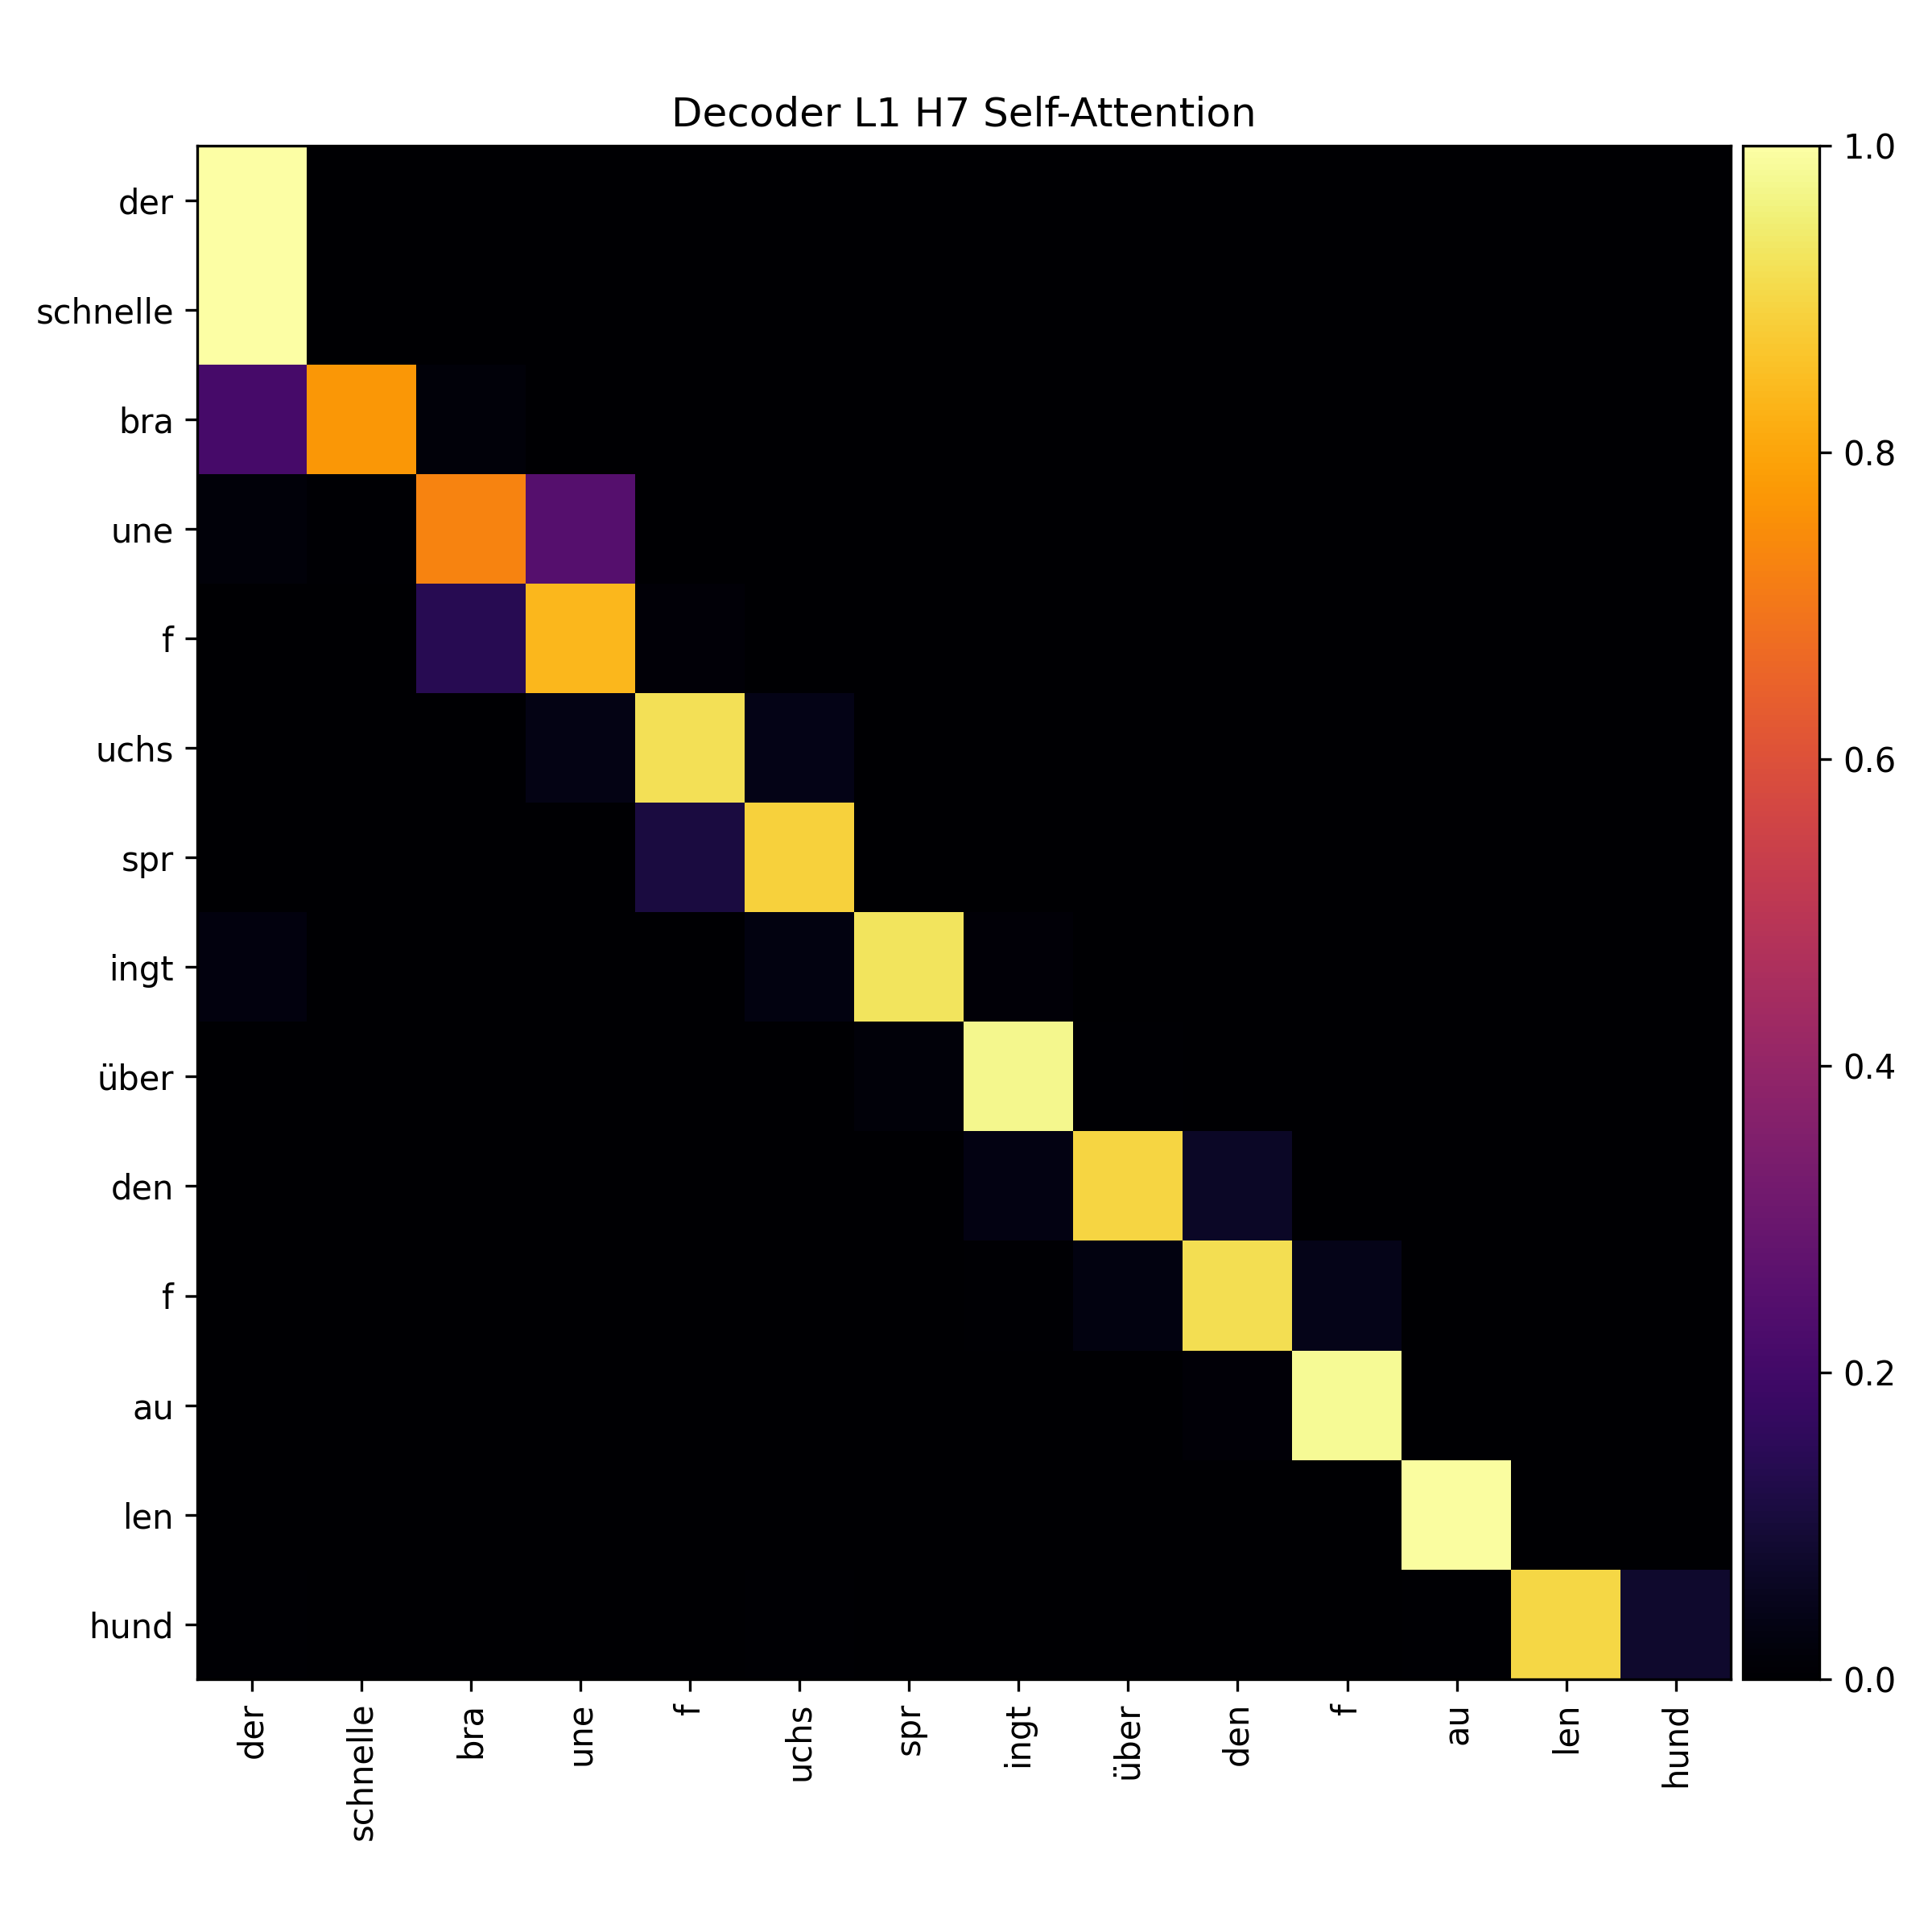 Decoder L1 H7 Self-Attention
der
schnelle
bra
une
f
uchs
spr
ingt
über
den
f
au
len
hund
der
schnelle
bra
une
f
uchs
spr
ingt
über
den
f
au
len
hund
1.0
0.8
0.6
0.4
0.2
0.0